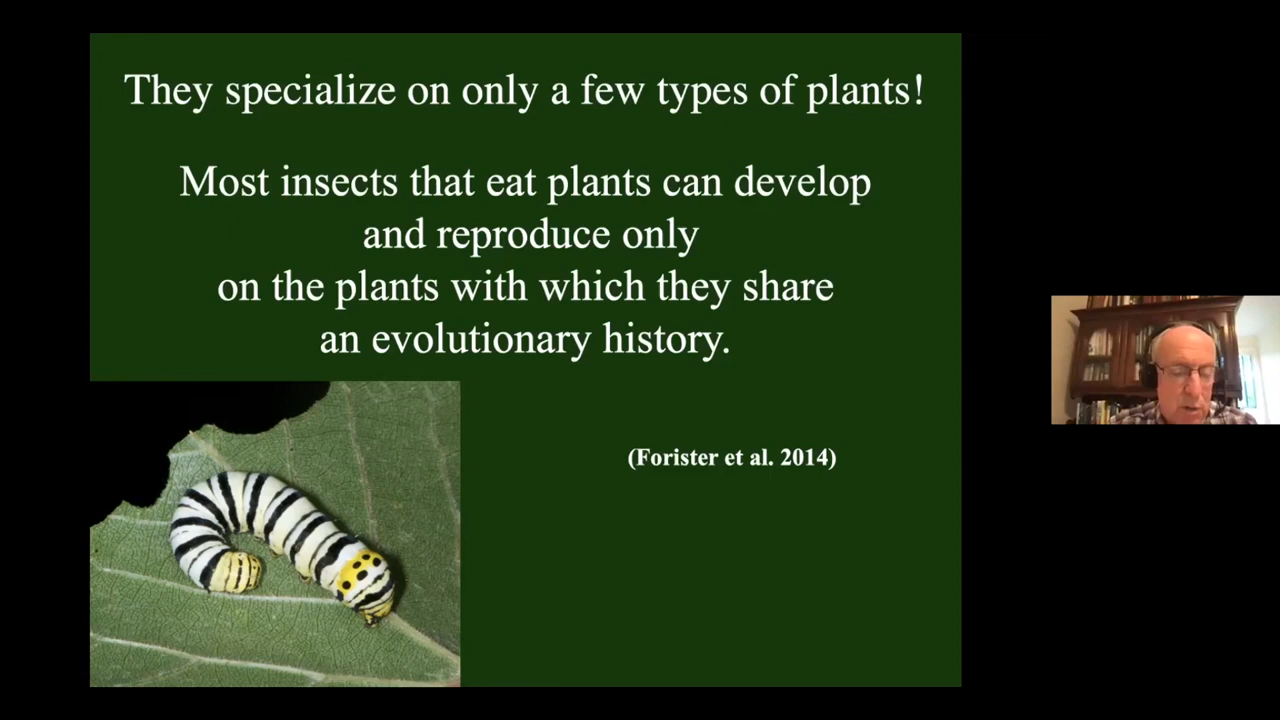 They specialize on only a few types of plants!
Most insects that eat plants can develop
and reproduce only
on the plants with which they share
an evolutionary history.
(Forister et al. 2014)